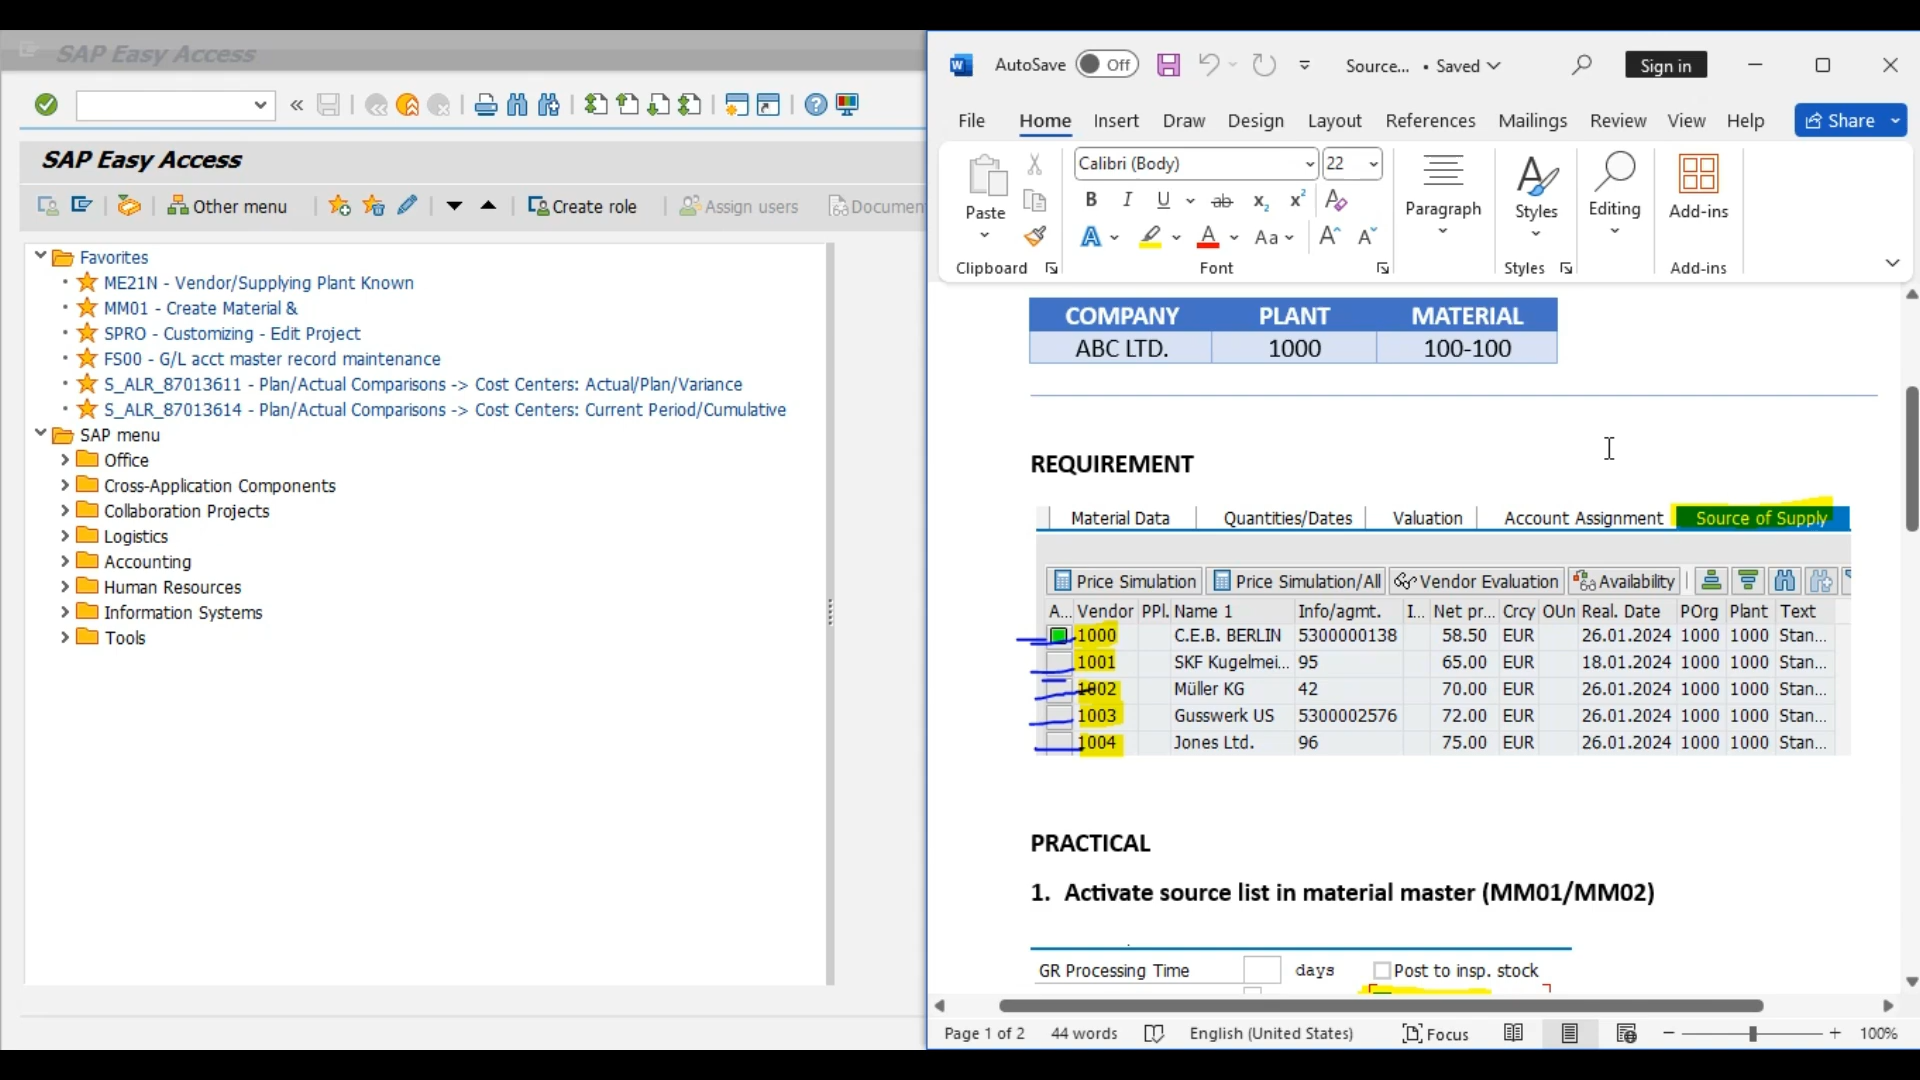 SAP Easy Access
SAP Easy Access
Other menu
Create role
Assign users
Documen
Favorites
ME21N - Vendor/Supplying Plant Known
MM01 - Create Material &
SPRO - Customizing - Edit Project
FS00 - G/L acct master record maintenance
S_ALR_87013611 - Plan/Actual Comparisons -> Cost Centers: Actual/Plan/Variance
S_ALR_87013614 - Plan/Actual Comparisons -> Cost Centers: Current Period/Cumulative
SAP menu
Office
Cross-Application Components
Collaboration Projects
Logistics
Accounting
Human Resources
Information Systems
Tools
AutoSave Off Source... • Saved Sign in
File Home Insert Draw Design Layout References Mailings Review View Help Share
Calibri (Body) 22
Paste
B I U ab x₂ x²
A A Aa A^ A
Paragraph Styles Editing Add-ins
Clipboard Font Styles Add-ins
COMPANY PLANT MATERIAL
ABC LTD. 1000 100-100
REQUIREMENT
Material Data Quantities/Dates Valuation Account Assignment Source of Supply
Price Simulation Price Simulation/All Vendor Evaluation Availability
A... Vendor PPl. Name 1 Info/agmt. I... Net pr... Crcy OUn Real. Date POrg Plant Text
1000 C.E.B. BERLIN 5300000138 58.50 EUR 26.01.2024 1000 1000 Stan...
1001 SKF Kugelmei... 95 65.00 EUR 18.01.2024 1000 1000 Stan...
1002 Müller KG 42 70.00 EUR 26.01.2024 1000 1000 Stan...
1003 Gusswerk US 5300002576 72.00 EUR 26.01.2024 1000 1000 Stan...
1004 Jones Ltd. 96 75.00 EUR 26.01.2024 1000 1000 Stan...
PRACTICAL
1. Activate source list in material master (MM01/MM02)
GR Processing Time days Post to insp. stock
Page 1 of 2 44 words English (United States) Focus 100%